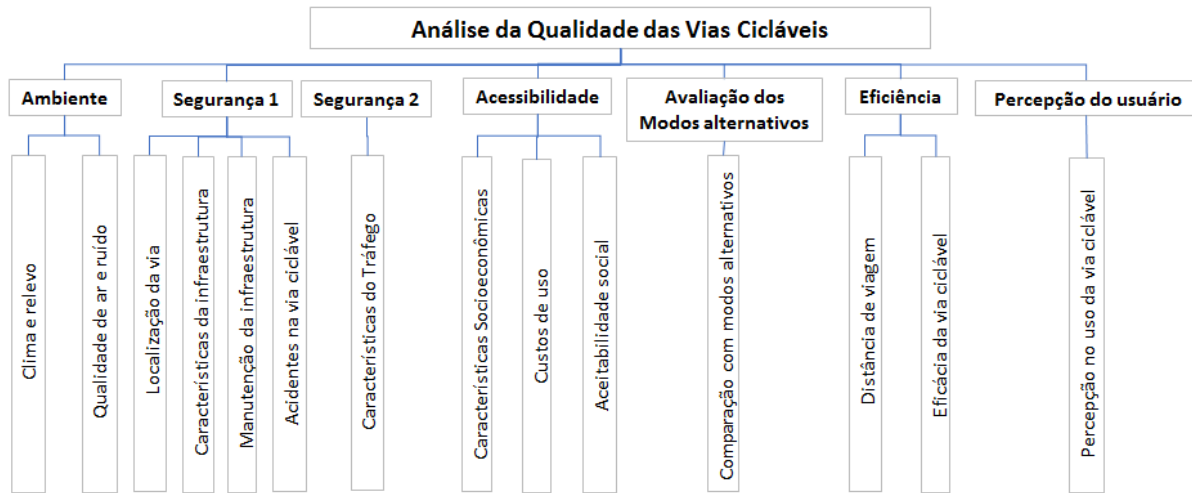 Análise da Qualidade das Vias Cicláveis
Ambiente
Segurança 1
Segurança 2
Acessibilidade
Avaliação dos
Modos alternativos
Eficiência
Percepção do usuário
Clima e relevo
Qualidade de ar e ruído
Localização da via
Características da infraestrutura
Manutenção da infraestrutura
Acidentes na via ciclável
Características do Tráfego
Características Socioeconômicas
Custos de uso
Aceitabilidade social
Comparação com modos alternativos
Distância de viagem
Eficácia da via ciclável
Percepção no uso da via ciclável